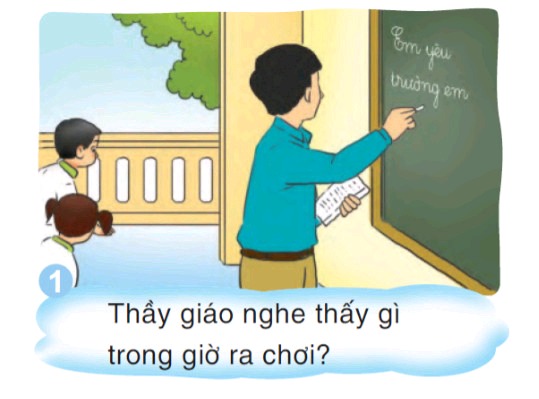 Em yêu
trường em
1
Thầy giáo nghe thấy gì
trong giờ ra chơi?